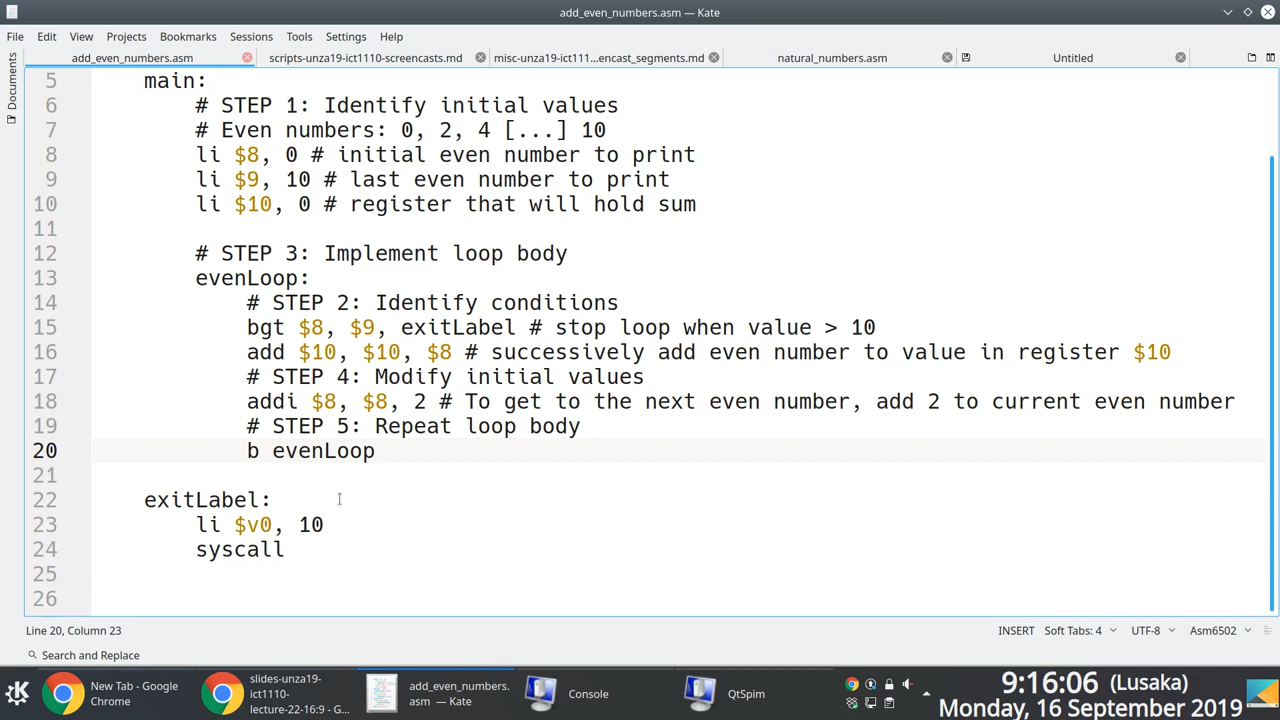 add_even_numbers.asm — Kate
File Edit View Projects Bookmarks Sessions Tools Settings Help
add_even_numbers.asm scripts-unza19-ict1110-screencasts.md misc-unza19-ict111...encast_segments.md natural_numbers.asm Untitled
Documents
5 main:
6 # STEP 1: Identify initial values
7 # Even numbers: 0, 2, 4 [...] 10
8 li $8, 0 # initial even number to print
9 li $9, 10 # last even number to print
10 li $10, 0 # register that will hold sum
11
12 # STEP 3: Implement loop body
13 evenLoop:
14 # STEP 2: Identify conditions
15 bgt $8, $9, exitLabel # stop loop when value > 10
16 add $10, $10, $8 # successively add even number to value in register $10
17 # STEP 4: Modify initial values
18 addi $8, $8, 2 # To get to the next even number, add 2 to current even number
19 # STEP 5: Repeat loop body
20 b evenLoop
21
22 exitLabel:
23 li $v0, 10
24 syscall
25
26
Line 20, Column 23 INSERT Soft Tabs: 4 UTF-8 Asm6502
Search and Replace
New Tab - Google Chrome
slides-unza19-ict1110-lecture-22-16:9 - G...
add_even_numbers.asm — Kate
Console
QtSpim
9:16:06 (Lusaka)
Monday, 16 September 2019